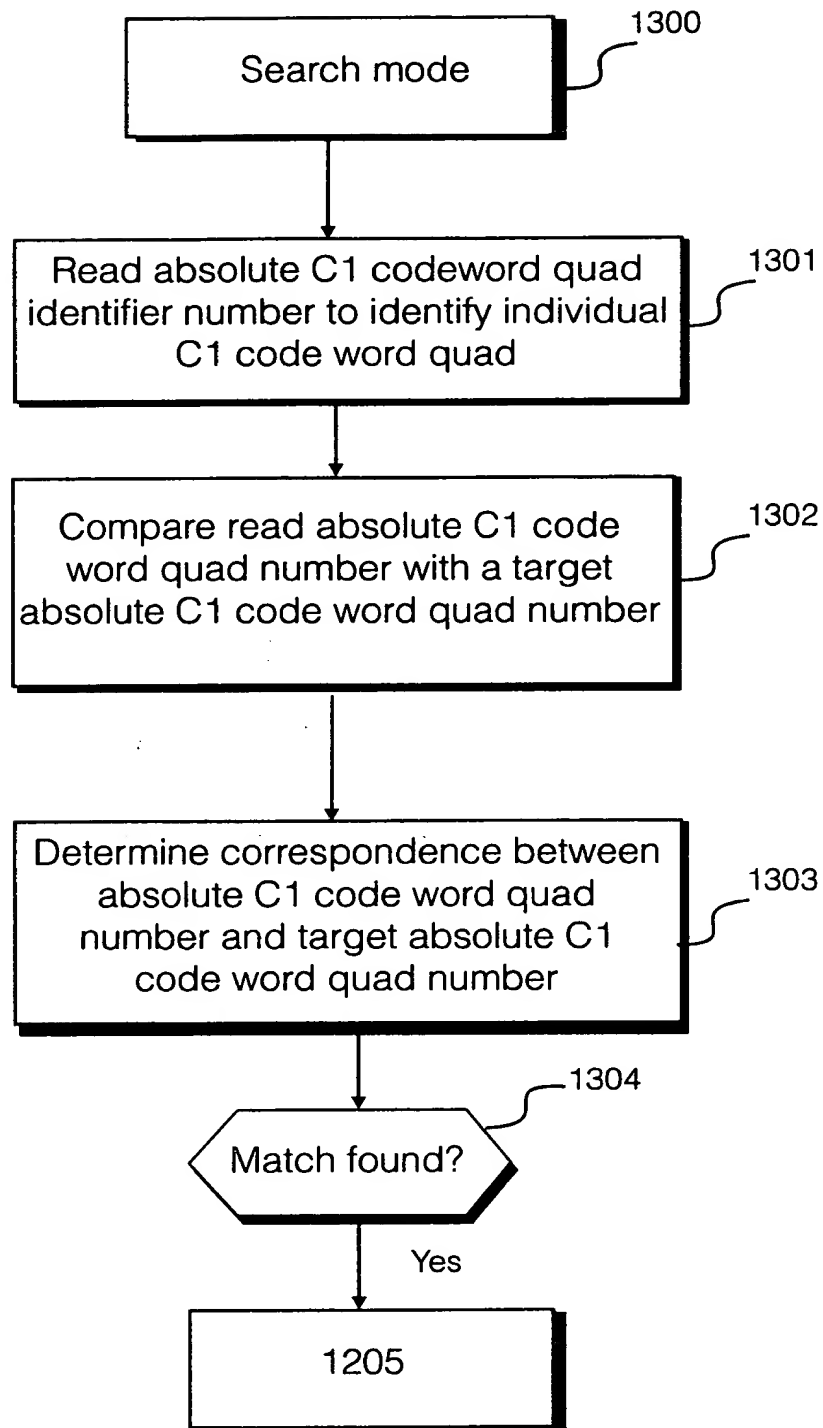 1300
Search mode
1301
Read absolute C1 codeword quad
identifier number to identify individual
C1 code word quad
1302
Compare read absolute C1 code
word quad number with a target
absolute C1 code word quad number
Determine correspondence between
absolute C1 code word quad
number and target absolute C1
code word quad number
1303
1304
Match found?
Yes
1205